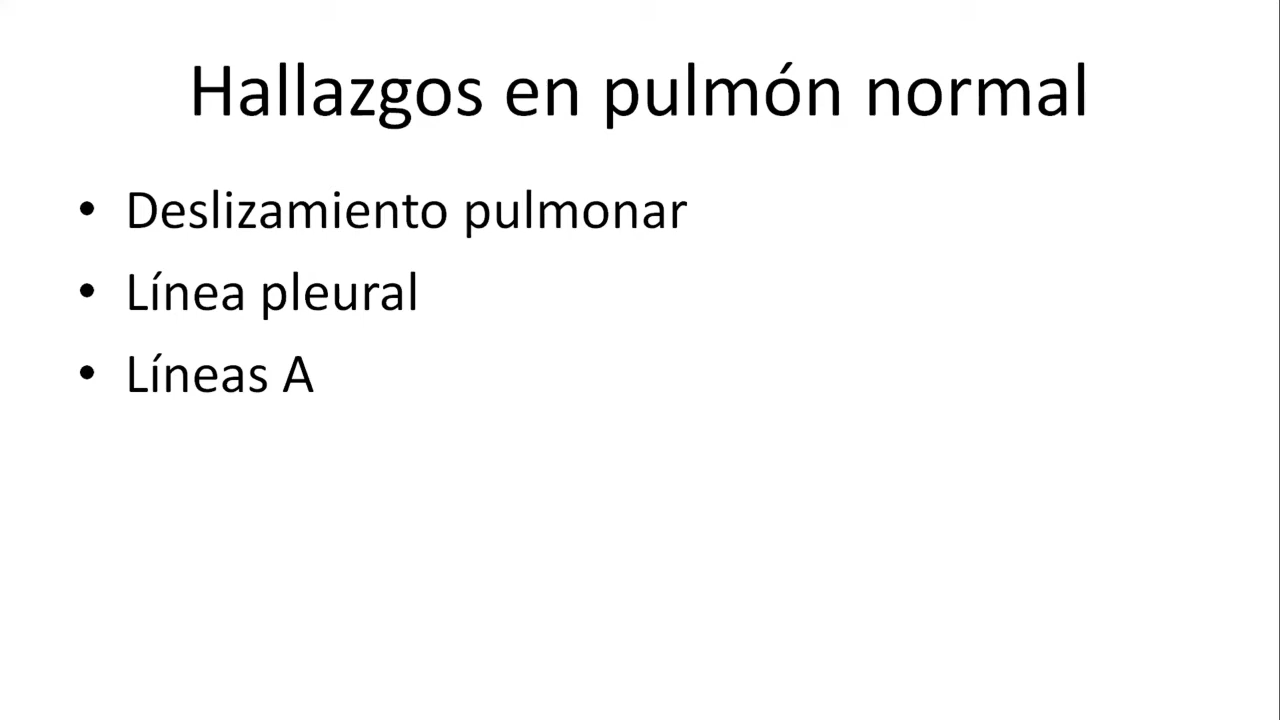 Hallazgos en pulmón normal
• Deslizamiento pulmonar
• Línea pleural
• Líneas A